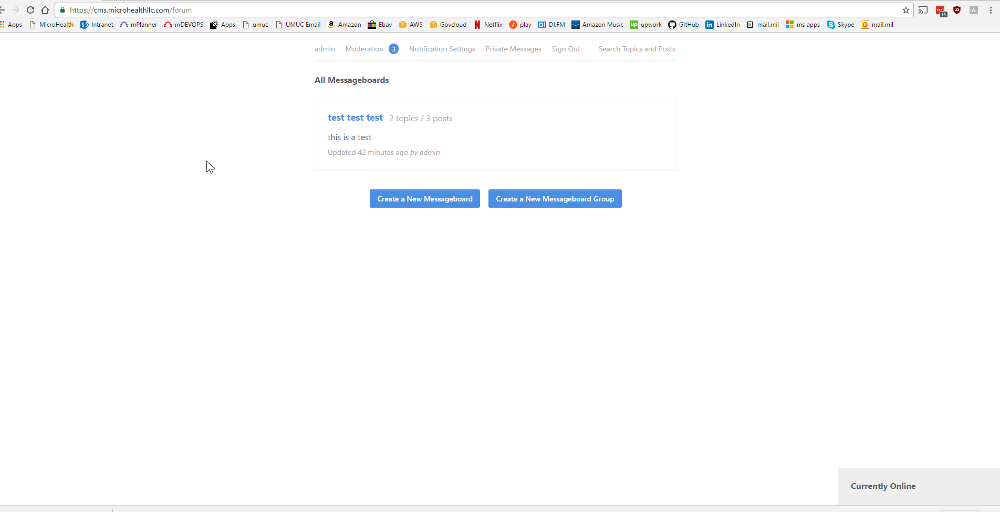 https://cms.microhealthllc.com/forum
15
A
Apps MicroHealth Intranet mPlanner mDEVOPS Apps umuc UMUC Email Amazon Ebay AWS Govcloud Netflix play DI.FM Amazon Music upwork GitHub LinkedIn mail.mil ms apps Skype mail.mil
admin Moderation 3 Notification Settings Private Messages Sign Out Search Topics and Posts
All Messageboards
test test test 2 topics / 3 posts
this is a test
Updated 42 minutes ago by admin
Create a New Messageboard Create a New Messageboard Group
Currently Online